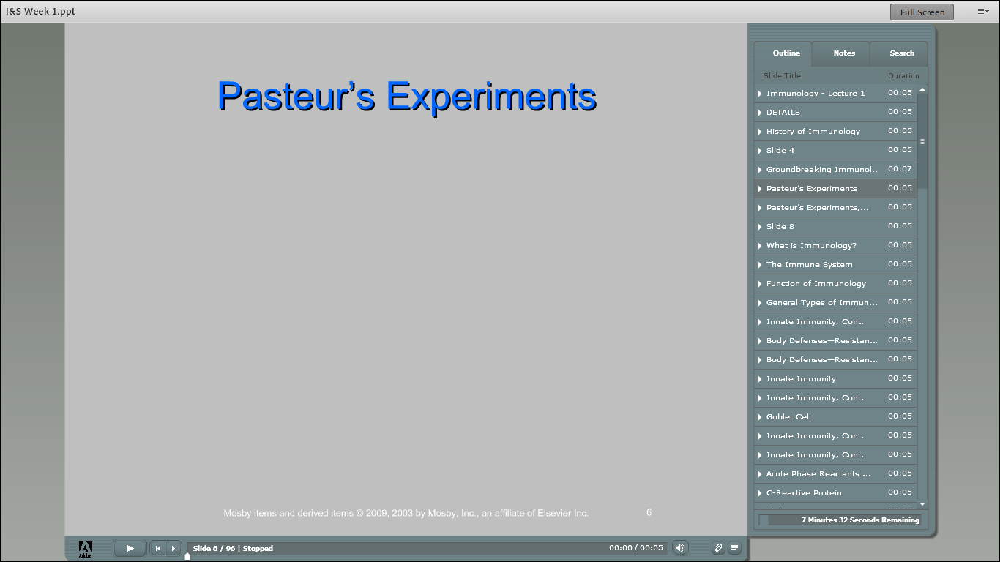 I&S Week 1.ppt
Full Screen
Pasteur’s Experiments
Mosby items and derived items © 2009, 2003 by Mosby, Inc., an affiliate of Elsevier Inc. 6
Outline Notes Search
Slide Title Duration
Immunology - Lecture 1 00:05
DETAILS 00:05
History of Immunology 00:05
Slide 4 00:05
Groundbreaking Immunol.. 00:07
Pasteur’s Experiments 00:05
Pasteur’s Experiments,... 00:05
Slide 8 00:05
What is Immunology? 00:05
The Immune System 00:05
Function of Immunology 00:05
General Types of Immun... 00:05
Innate Immunity, Cont. 00:05
Body Defenses—Resistan... 00:05
Body Defenses—Resistan... 00:05
Innate Immunity 00:05
Innate Immunity, Cont. 00:05
Goblet Cell 00:05
Innate Immunity, Cont. 00:05
Innate Immunity, Cont. 00:05
Acute Phase Reactants ... 00:05
C-Reactive Protein 00:05
7 Minutes 32 Seconds Remaining
Adobe
Slide 6 / 96 | Stopped 00:00 / 00:05